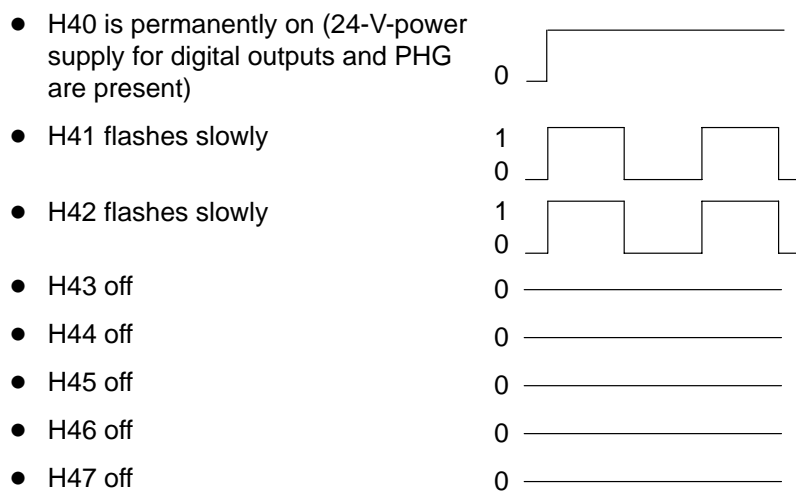 ● H40 is permanently on (24-V-power
supply for digital outputs and PHG
are present)
0
● H41 flashes slowly
1
0
● H42 flashes slowly
1
0
● H43 off
0
● H44 off
0
● H45 off
0
● H46 off
0
● H47 off
0